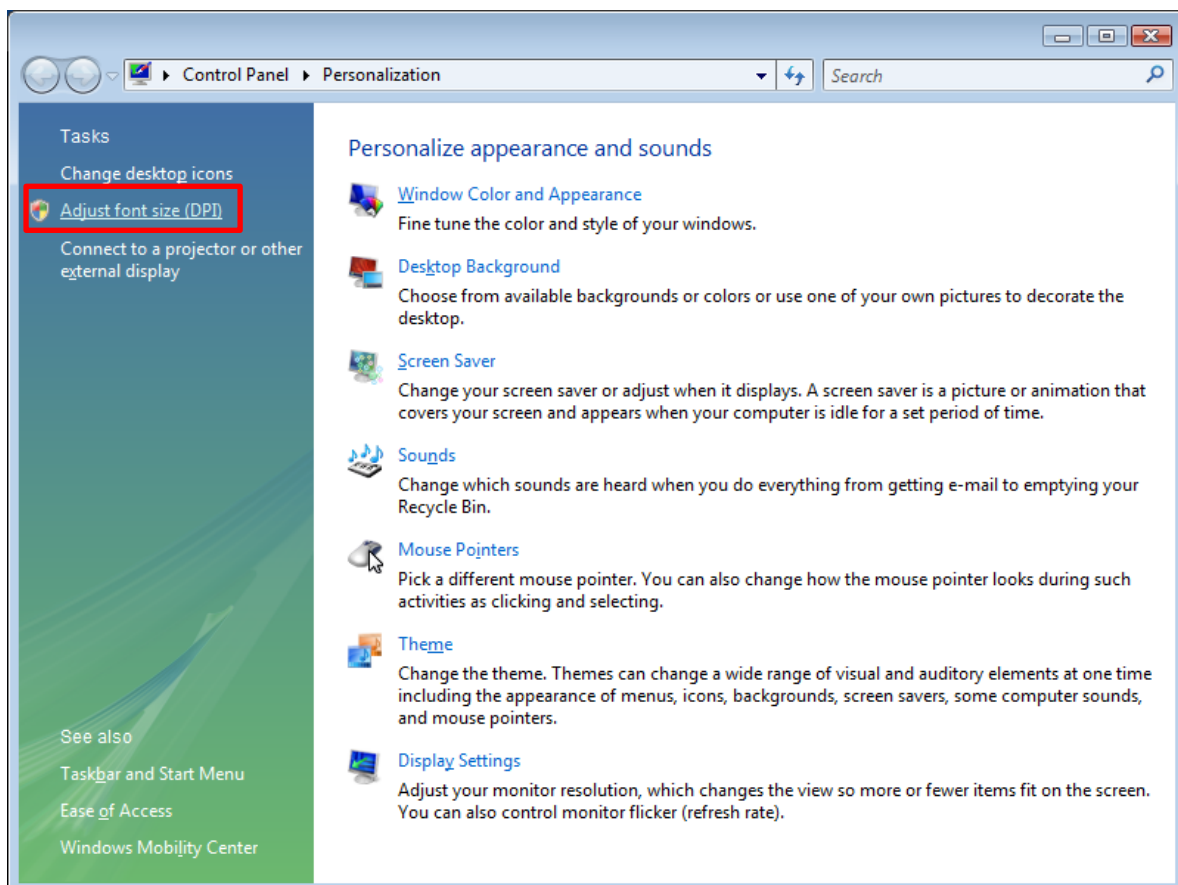 Control Panel Personalization
Search
Tasks
Change desktop icons
Adjust font size (DPI)
Connect to a projector or other
external display
Personalize appearance and sounds
Window Color and Appearance
Fine tune the color and style of your windows.
Desktop Background
Choose from available backgrounds or colors or use one of your own pictures to decorate the
desktop.
Screen Saver
Change your screen saver or adjust when it displays. A screen saver is a picture or animation that
covers your screen and appears when your computer is idle for a set period of time.
Sounds
Change which sounds are heard when you do everything from getting e-mail to emptying your
Recycle Bin.
Mouse Pointers
Pick a different mouse pointer. You can also change how the mouse pointer looks during such
activities as clicking and selecting.
Theme
Change the theme. Themes can change a wide range of visual and auditory elements at one time
including the appearance of menus, icons, backgrounds, screen savers, some computer sounds,
and mouse pointers.
Display Settings
Adjust your monitor resolution, which changes the view so more or fewer items fit on the screen.
You can also control monitor flicker (refresh rate).
See also
Taskbar and Start Menu
Ease of Access
Windows Mobility Center